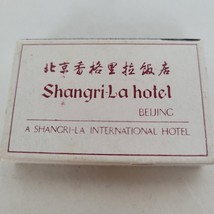 北京香格里拉飯店
Shangri-La hotel
BEIJING
A SHANGRI-LA INTERNATIONAL HOTEL